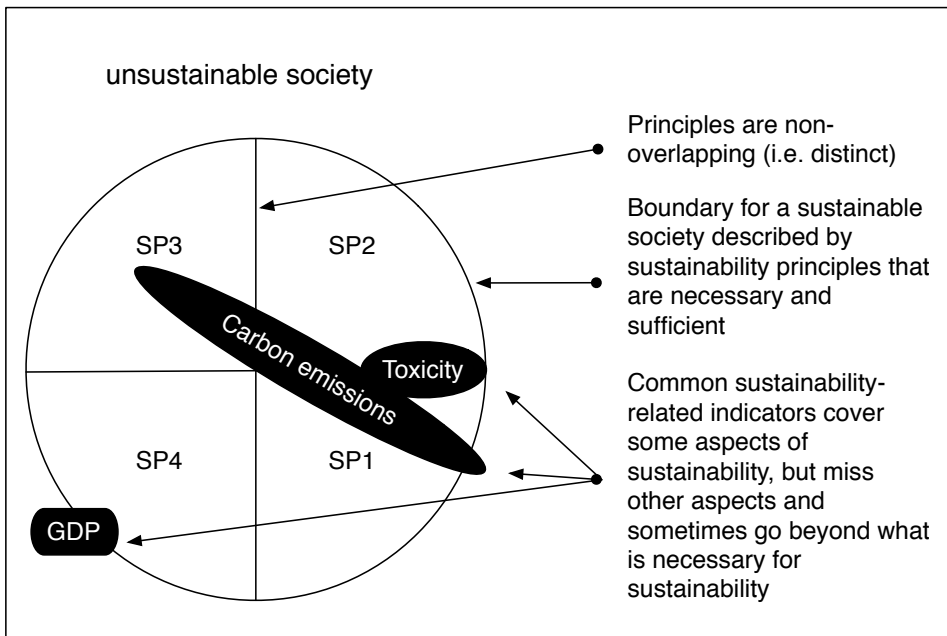 unsustainable society
Principles are non-
overlapping (i.e. distinct)
Boundary for a sustainable
society described by
sustainability principles that
are necessary and
sufficient
SP3
SP2
Carbon emissions
Toxicity
SP4
SP1
GDP
Common sustainability-
related indicators cover
some aspects of
sustainability, but miss
other aspects and
sometimes go beyond what
is necessary for
sustainability